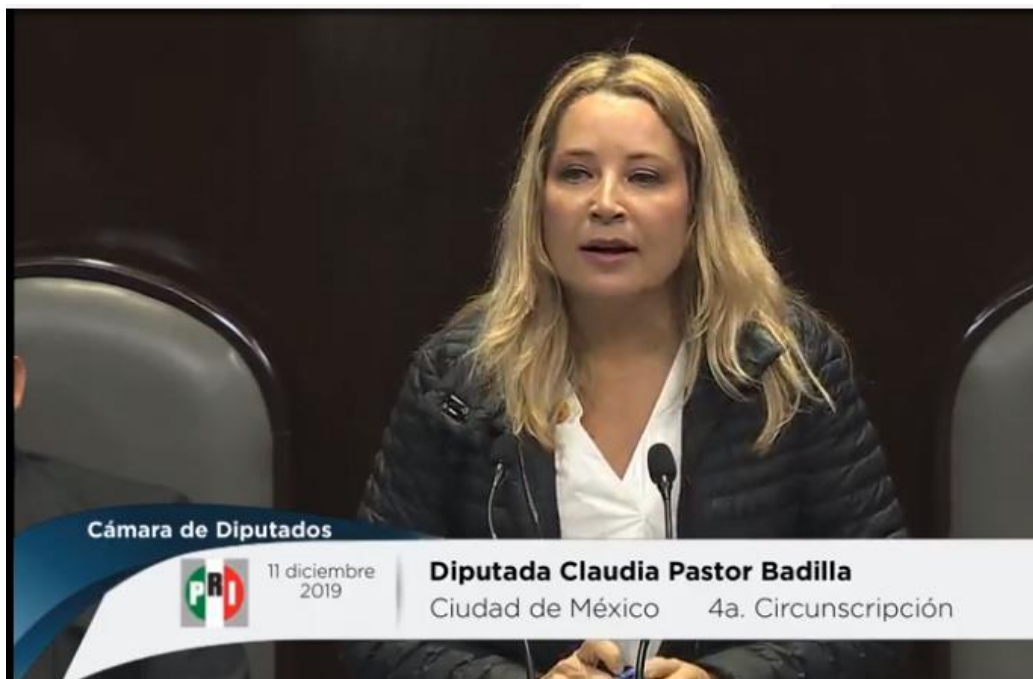 Cámara de Diputados
PRI
11 diciembre
2019
Diputada Claudia Pastor Badilla
Ciudad de México 4a. Circunscripción